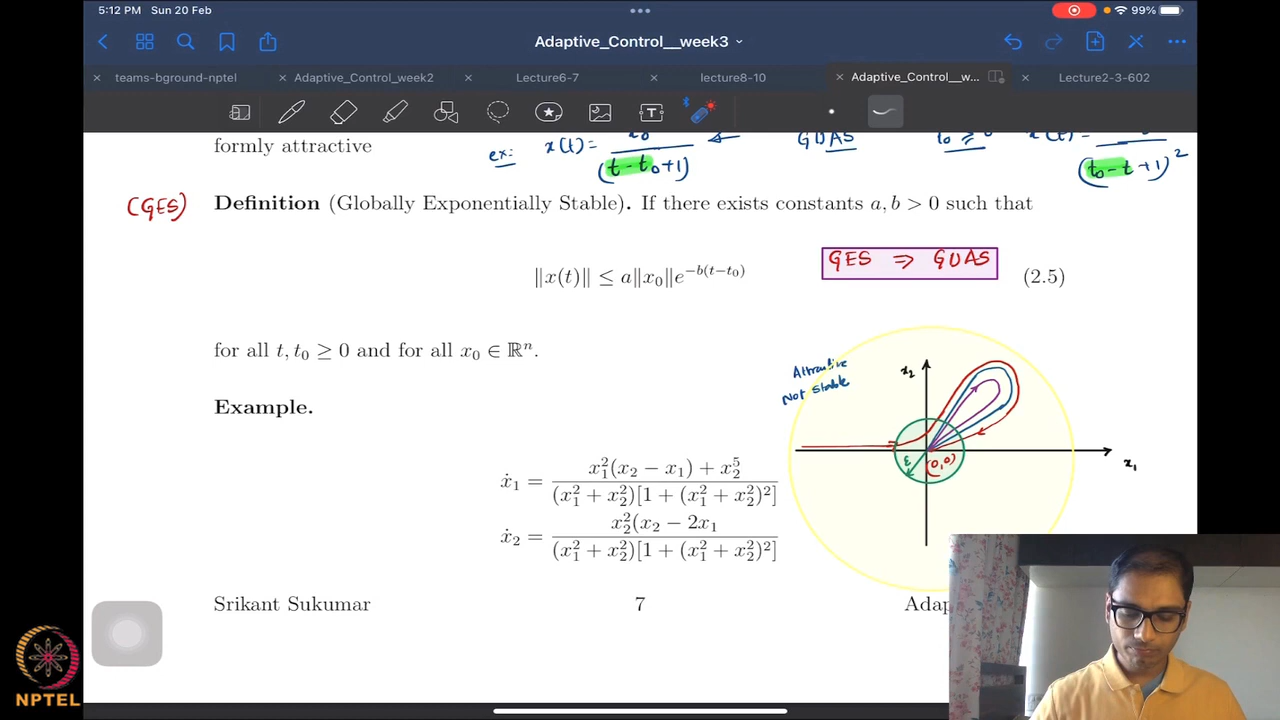 5:12 PM Sun 20 Feb
99%
Adaptive_Control__week3
teams-bground-nptel
Adaptive_Control_week2
Lecture6-7
lecture8-10
Adaptive_Control__w...
Lecture2-3-602
formly attractive
ex: x(t) = x0 / (t - t0 + 1)
GUAS
(t0 - t + 1)^2
(GES) Definition (Globally Exponentially Stable). If there exists constants a, b > 0 such that
‖x(t)‖ ≤ a‖x₀‖e^{−b(t−t₀)}
GES ⇒ GUAS
(2.5)
for all t, t₀ ≥ 0 and for all x₀ ∈ ℝⁿ.
Attractive
Not stable
x₂
Example.
ε
(0,0)
x₁
ẋ₁ = x₁²(x₂ − x₁) + x₂⁵ / (x₁² + x₂²)[1 + (x₁² + x₂²)²]
ẋ₂ = x₂²(x₂ − 2x₁ / (x₁² + x₂²)[1 + (x₁² + x₂²)²]
Srikant Sukumar
7
Adap
NPTEL